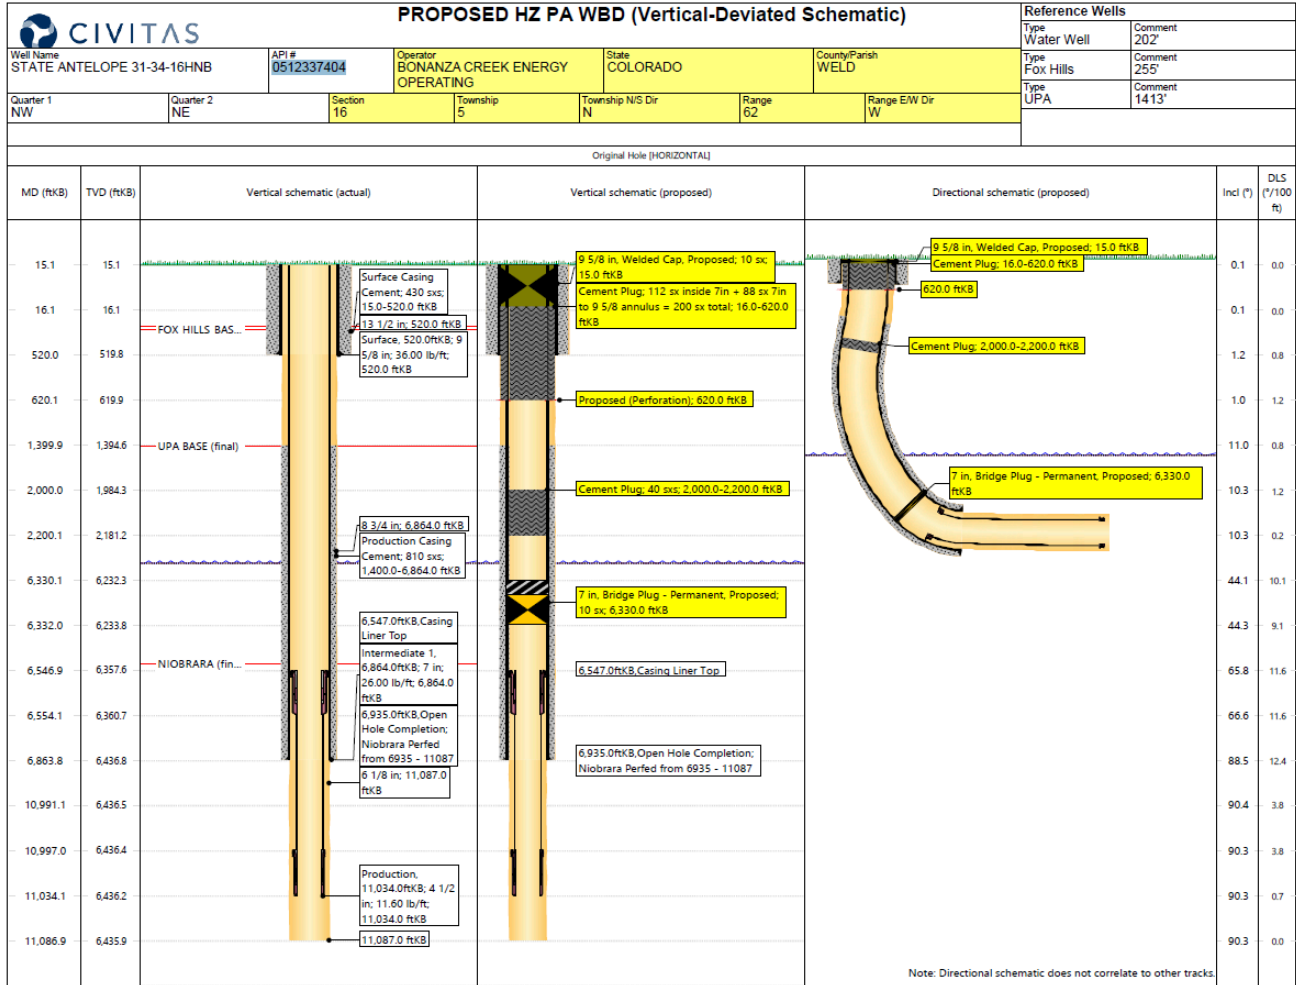 PROPOSED HZ PA WBD (Vertical-Deviated Schematic)
CIVITAS
Reference Wells
Type
Water Well
Comment
202'
Type
Fox Hills
Comment
255'
Type
UPA
Comment
1413'
Well Name
STATE ANTELOPE 31-34-16HNB
API #
0512337404
Operator
BONANZA CREEK ENERGY
OPERATING
State
COLORADO
County/Parish
WELD
Quarter 1
NW
Quarter 2
NE
Section
16
Township
5
Township N/S Dir
N
Range
62
Range E/W Dir
W
Original Hole [HORIZONTAL]
MD (ftKB)
TVD (ftKB)
Vertical schematic (actual)
Vertical schematic (proposed)
Directional schematic (proposed)
Incl (°)
DLS
(°/100
ft)
15.1 15.1 0.1 0.0
16.1 16.1 0.1 0.0
520.0 519.8 1.2 0.8
620.1 619.9 1.0 1.2
1,399.9 1,394.6 11.0 0.8
2,000.0 1,984.3 10.3 1.2
2,200.1 2,181.2 10.3 0.2
6,330.1 6,232.3 44.1 10.1
6,332.0 6,233.8 44.3 9.1
6,546.9 6,357.6 65.8 11.6
6,554.1 6,360.7 66.6 11.6
6,863.8 6,436.8 88.5 12.4
10,991.1 6,436.5 90.4 3.8
10,997.0 6,436.4 90.3 3.8
11,034.1 6,436.2 90.3 0.7
11,086.9 6,435.9 90.3 0.0
FOX HILLS BAS...
UPA BASE (final)
NIOBRARA (fin...
Surface Casing
Cement; 430 sxs;
15.0-520.0 ftKB
13 1/2 in; 520.0 ftKB
Surface, 520.0ftKB; 9
5/8 in; 36.00 lb/ft;
520.0 ftKB
8 3/4 in; 6,864.0 ftKB
Production Casing
Cement; 810 sxs;
1,400.0-6,864.0 ftKB
6,547.0ftKB,Casing
Liner Top
Intermediate 1,
6,864.0ftKB; 7 in;
26.00 lb/ft; 6,864.0
ftKB
6,935.0ftKB,Open
Hole Completion;
Niobrara Perfed
from 6935 - 11087
6 1/8 in; 11,087.0
ftKB
Production,
11,034.0ftKB; 4 1/2
in; 11.60 lb/ft;
11,034.0 ftKB
11,087.0 ftKB
9 5/8 in, Welded Cap, Proposed; 10 sx;
15.0 ftKB
Cement Plug; 112 sx inside 7in + 88 sx 7in
to 9 5/8 annulus = 200 sx total; 16.0-620.0
ftKB
Proposed (Perforation); 620.0 ftKB
Cement Plug; 40 sxs; 2,000.0-2,200.0 ftKB
7 in, Bridge Plug - Permanent, Proposed;
10 sx; 6,330.0 ftKB
6,547.0ftKB,Casing Liner Top
6,935.0ftKB,Open Hole Completion;
Niobrara Perfed from 6935 - 11087
9 5/8 in, Welded Cap, Proposed; 15.0 ftKB
Cement Plug; 16.0-620.0 ftKB
620.0 ftKB
Cement Plug; 2,000.0-2,200.0 ftKB
7 in, Bridge Plug - Permanent, Proposed; 6,330.0
ftKB
Note: Directional schematic does not correlate to other tracks.